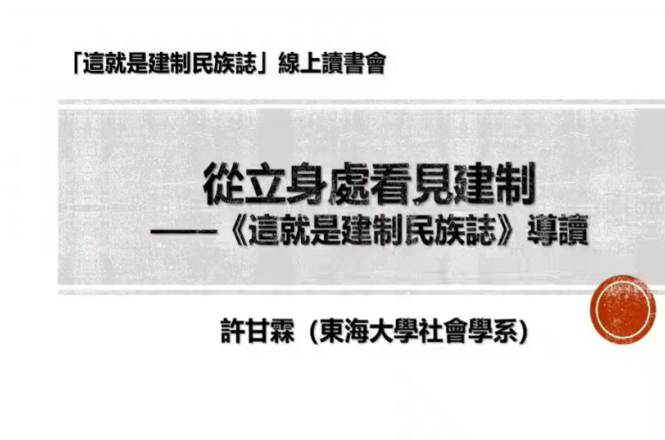 「這就是建制民族誌」線上讀書會
從立身處看見建制
——《這就是建制民族誌》導讀
許甘霖（東海大學社會學系）